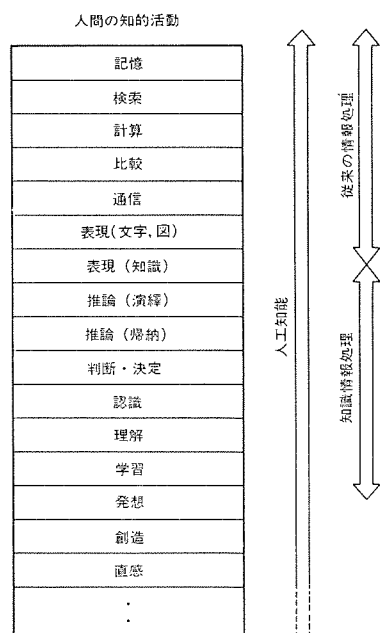 人間の知的活動
記憶
検索
計算
比較
通信
表現(文字,図)
表現(知識)
推論(演繹)
推論(帰納)
判断・決定
認識
理解
学習
発想
創造
直感
・
・
人工知能
従来の情報処理
知識情報処理